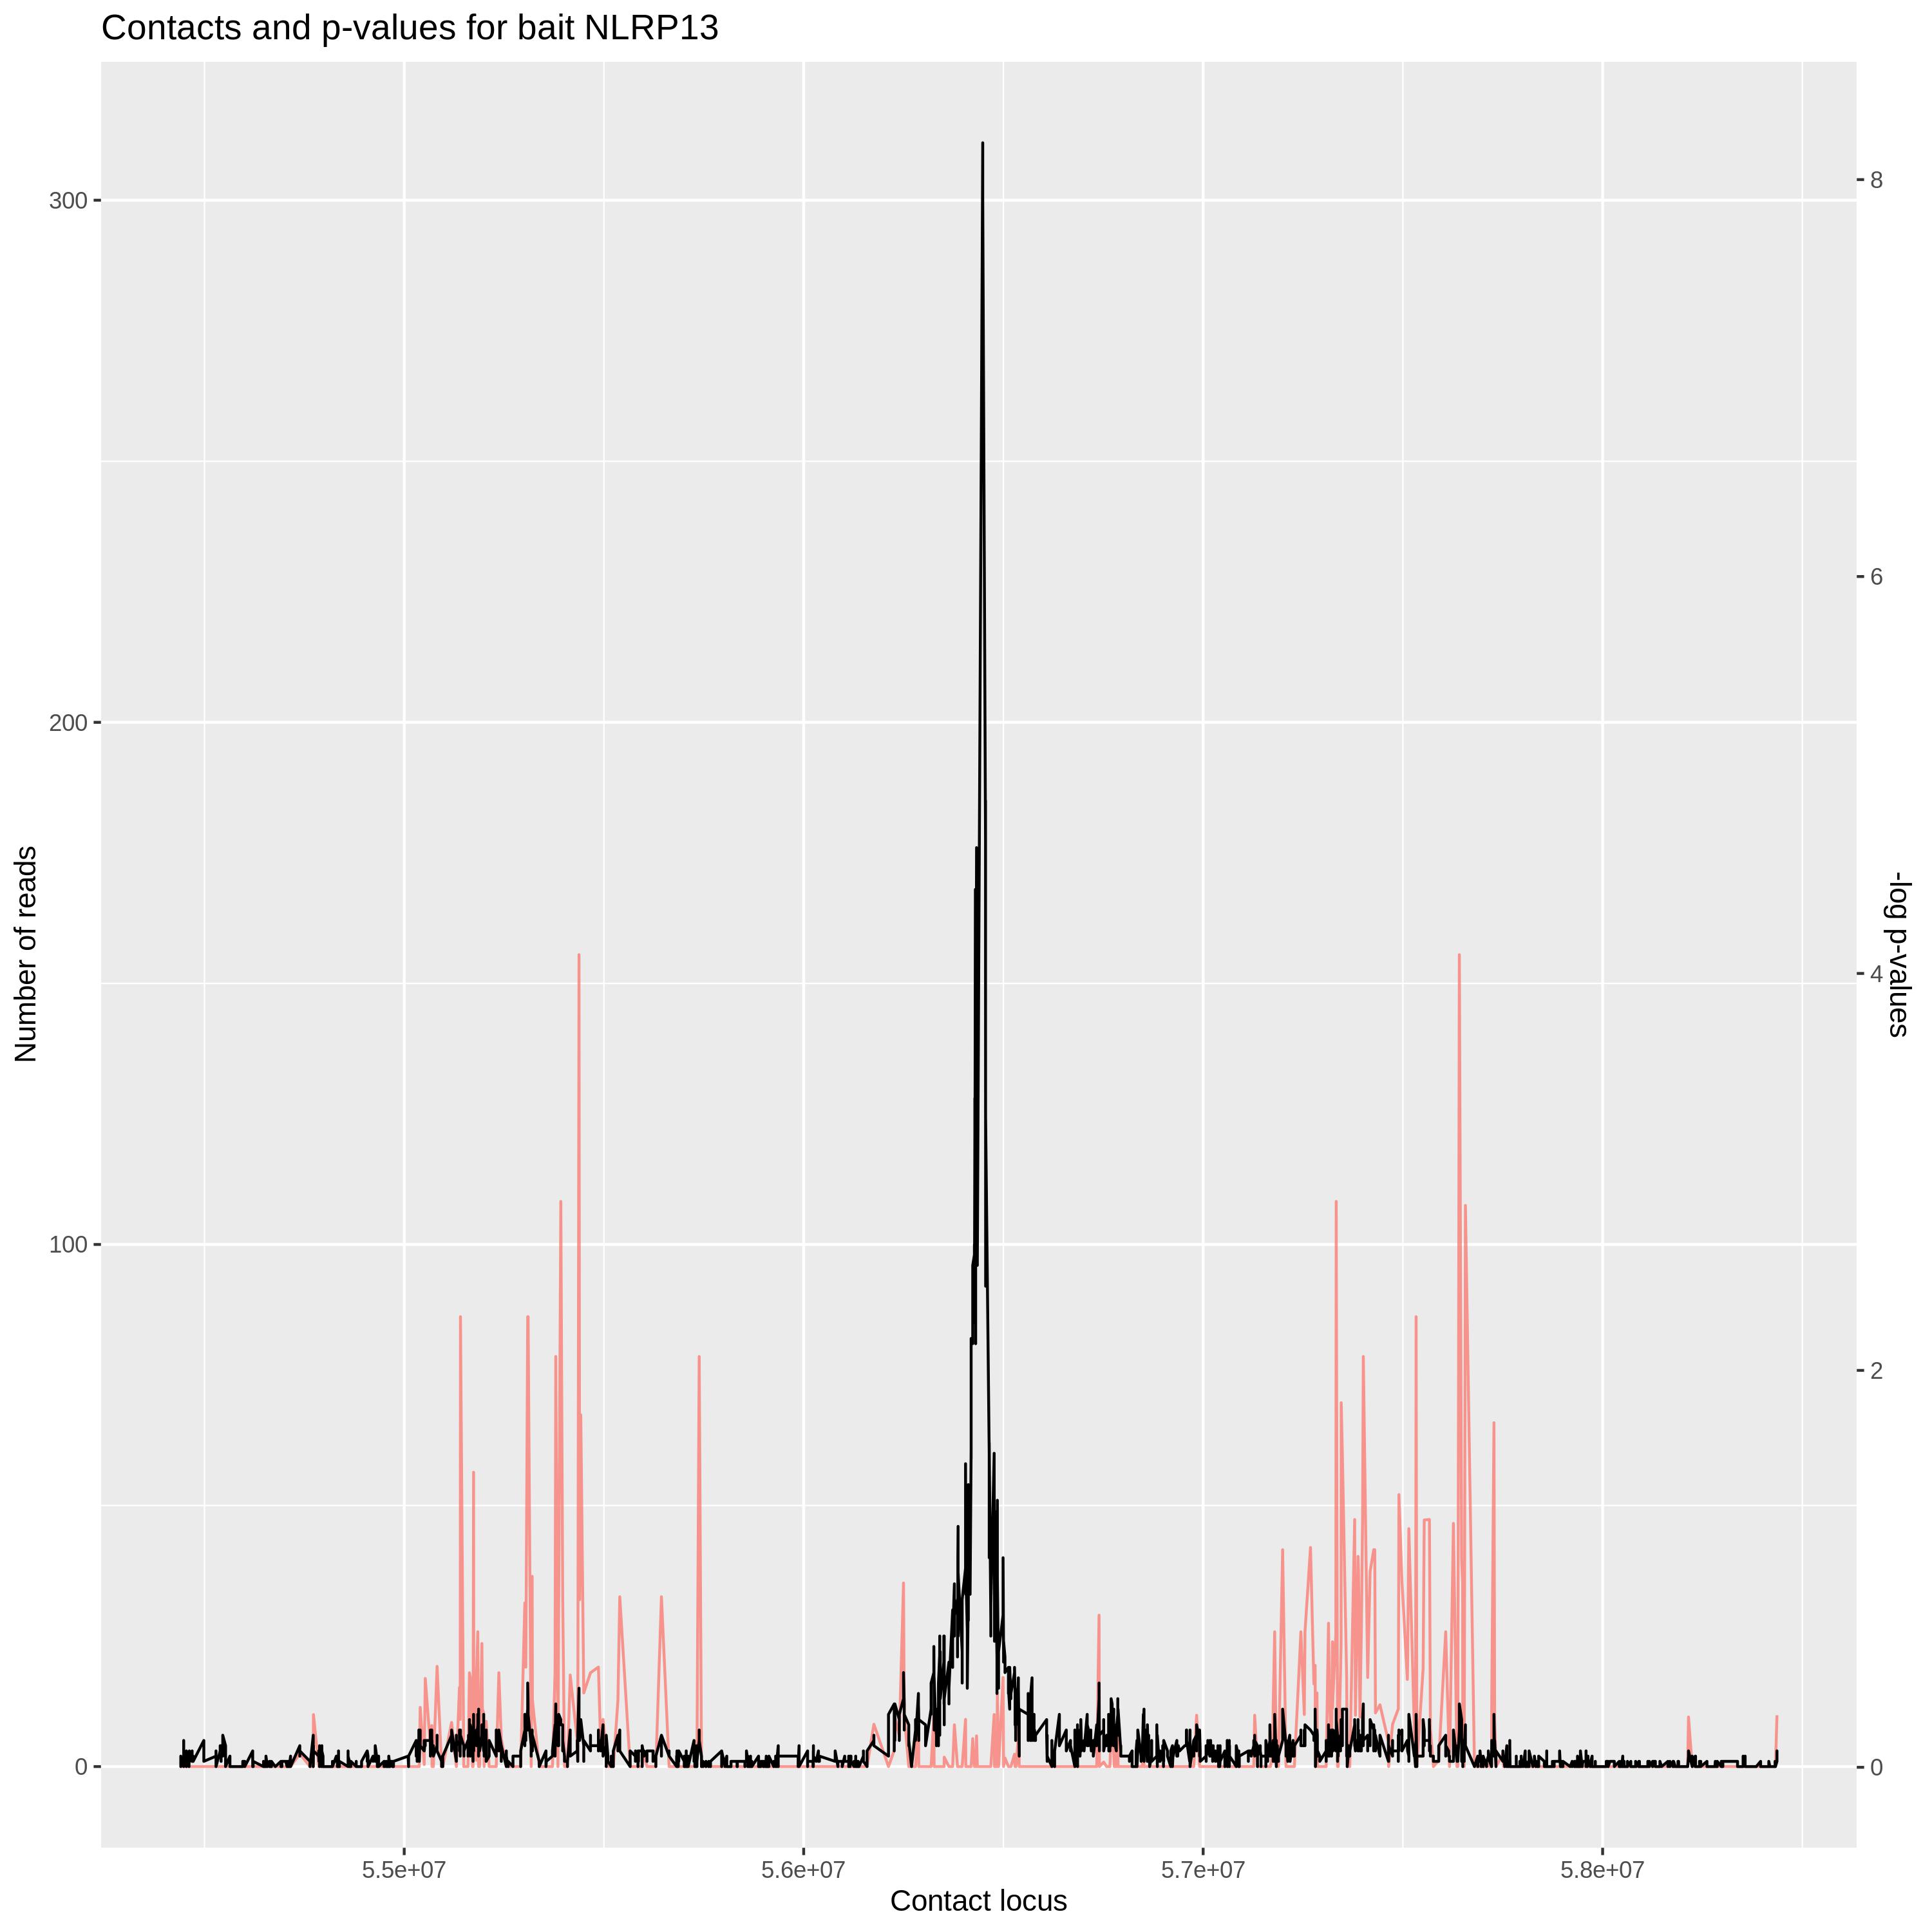 Contacts and p-values for bait NLRP13
Number of reads
300
200
100
0
8
6
4
2
0
-log p-values
5.5e+07
5.6e+07
5.7e+07
5.8e+07
Contact locus